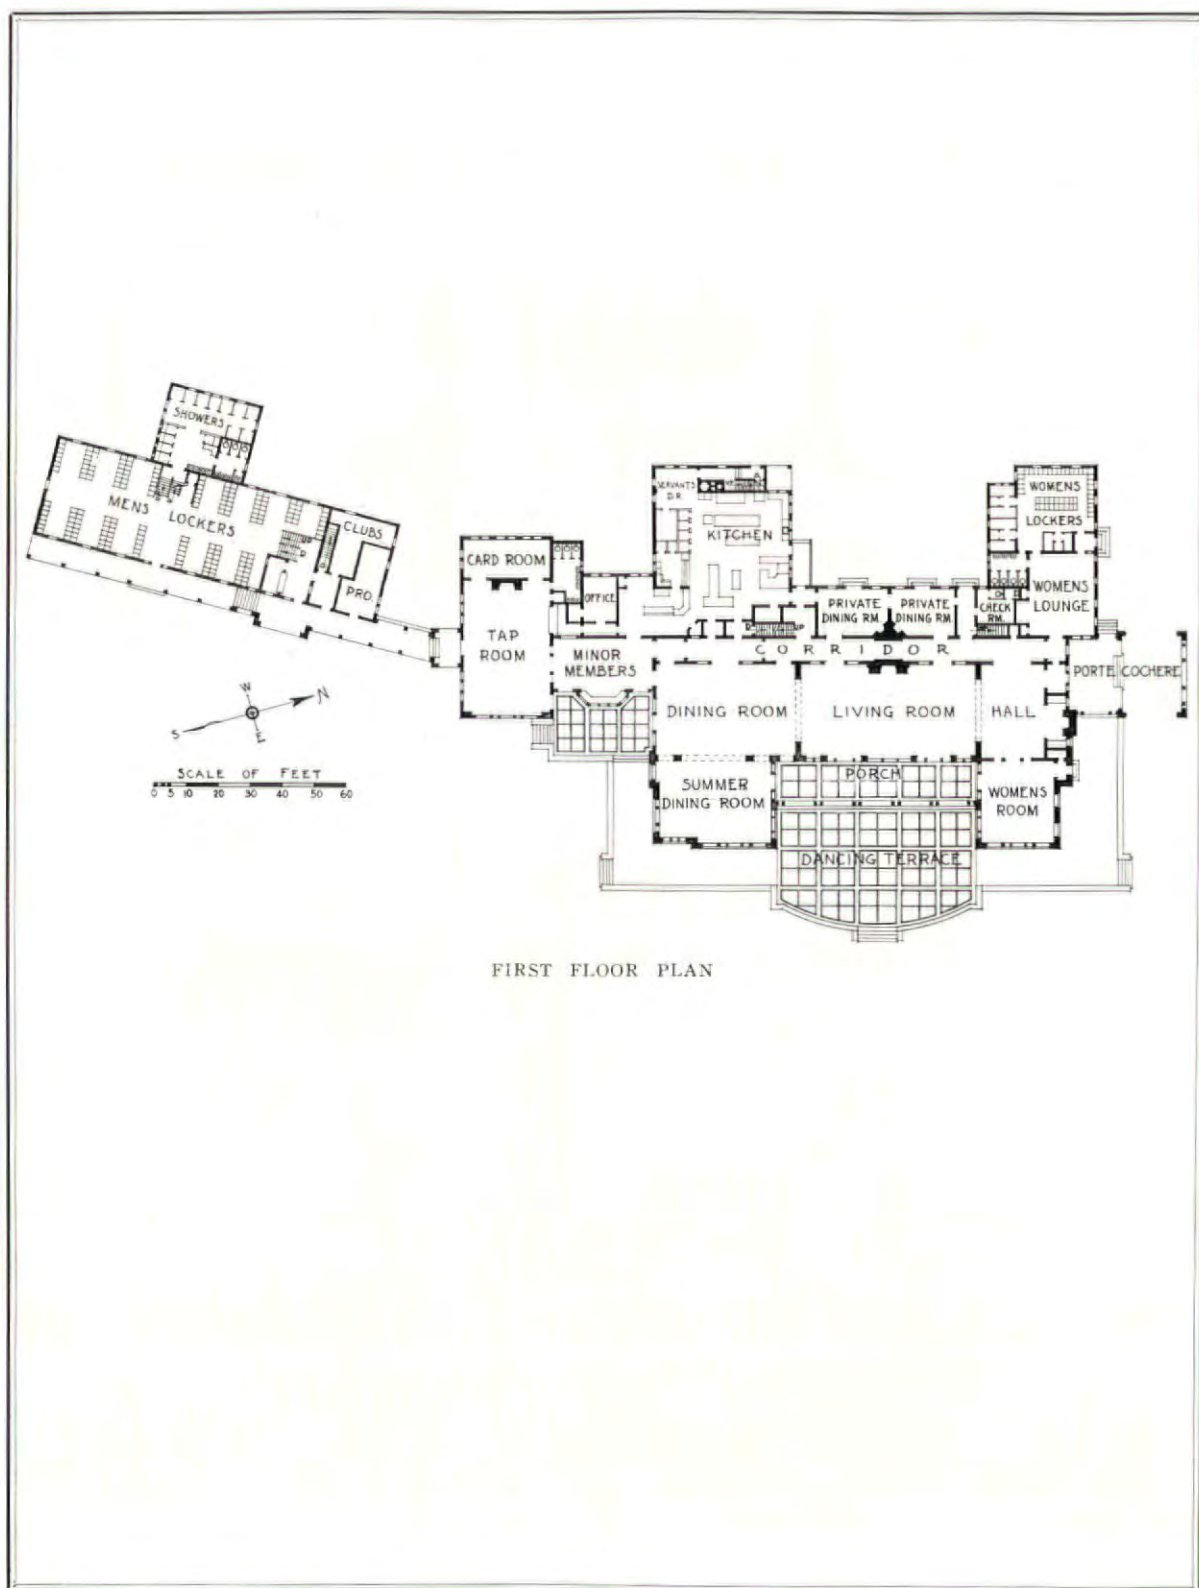 SHOWERS
MENS LOCKERS
CLUBS
PRO.
CARD ROOM
TAP
ROOM
OFFICE
MINOR
MEMBERS
SERVANTS
D.R.
KITCHEN
PRIVATE
DINING RM.
PRIVATE
DINING RM.
CHECK
RM.
WOMENS
LOCKERS
WOMENS
LOUNGE
CORRIDOR
PORTE COCHERE
DINING ROOM
LIVING ROOM
HALL
SUMMER
DINING ROOM
PORCH
WOMENS
ROOM
DANCING TERRACE
W
N
S
E
SCALE OF FEET
0 5 10 20 30 40 50 60
FIRST FLOOR PLAN